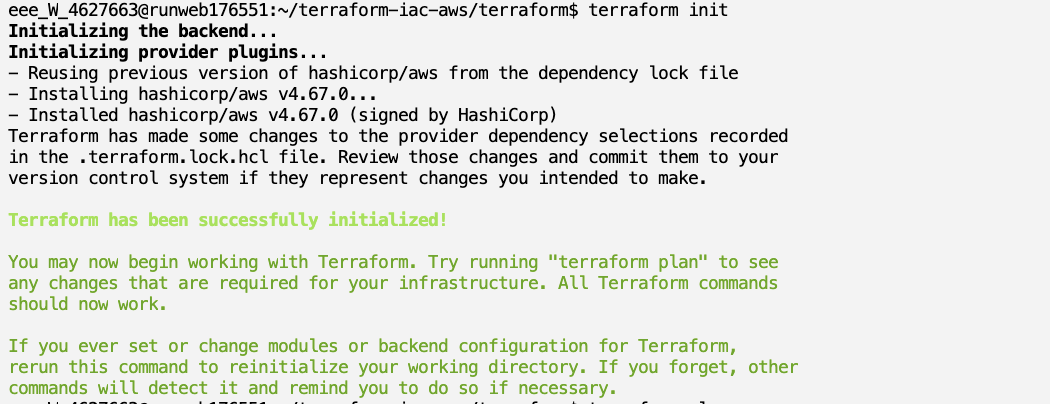 eee_W_4627663@runweb176551:~/terraform-iac-aws/terraform$ terraform init
Initializing the backend...
Initializing provider plugins...
- Reusing previous version of hashicorp/aws from the dependency lock file
- Installing hashicorp/aws v4.67.0...
- Installed hashicorp/aws v4.67.0 (signed by HashiCorp)
Terraform has made some changes to the provider dependency selections recorded
in the .terraform.lock.hcl file. Review those changes and commit them to your
version control system if they represent changes you intended to make.
Terraform has been successfully initialized!
You may now begin working with Terraform. Try running "terraform plan" to see
any changes that are required for your infrastructure. All Terraform commands
should now work.
If you ever set or change modules or backend configuration for Terraform,
rerun this command to reinitialize your working directory. If you forget, other
commands will detect it and remind you to do so if necessary.